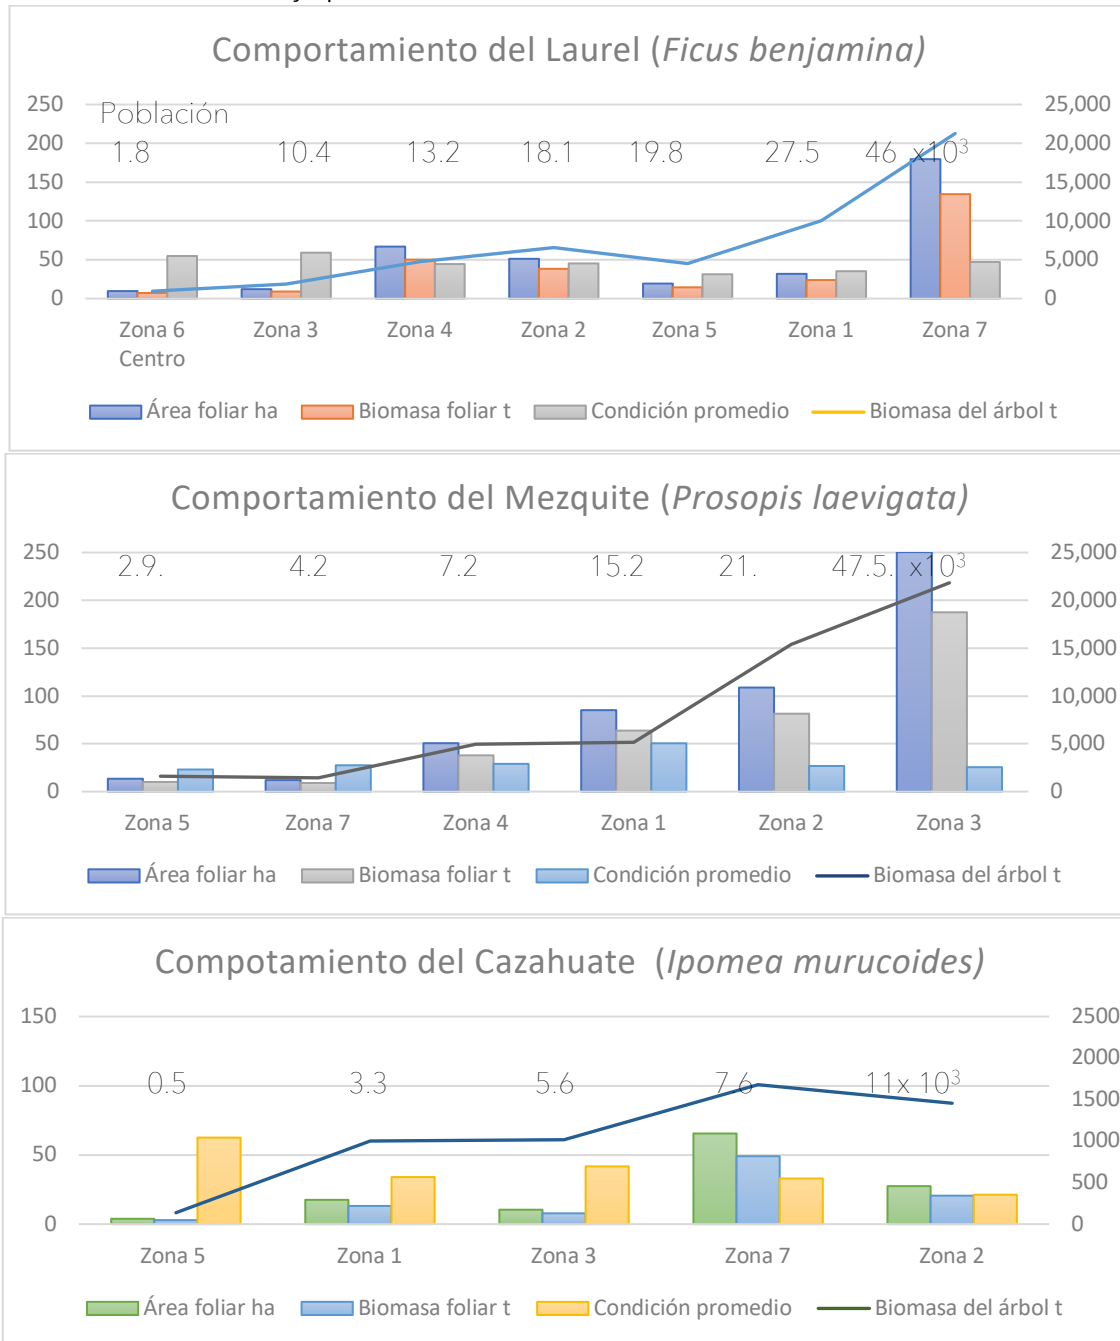 Comportamiento del Laurel (Ficus benjamina)
Población
250 25,000
1.8 10.4 13.2 18.1 19.8 27.5 46 x10³
200 20,000
150 15,000
100 10,000
50 5,000
0 0
Zona 6 Centro Zona 3 Zona 4 Zona 2 Zona 5 Zona 1 Zona 7
Área foliar ha Biomasa foliar t Condición promedio Biomasa del árbol t
Comportamiento del Mezquite (Prosopis laevigata)
250 25,000
2.9. 4.2 7.2 15.2 21. 47.5. x10³
200 20,000
150 15,000
100 10,000
50 5,000
0 0
Zona 5 Zona 7 Zona 4 Zona 1 Zona 2 Zona 3
Área foliar ha Biomasa foliar t Condición promedio Biomasa del árbol t
Compotamiento del Cazahuate (Ipomea murucoides)
150 2500
2000
0.5 3.3 5.6 7.6 11x 10³
100 1500
1000
50 500
0 0
Zona 5 Zona 1 Zona 3 Zona 7 Zona 2
Área foliar ha Biomasa foliar t Condición promedio Biomasa del árbol t